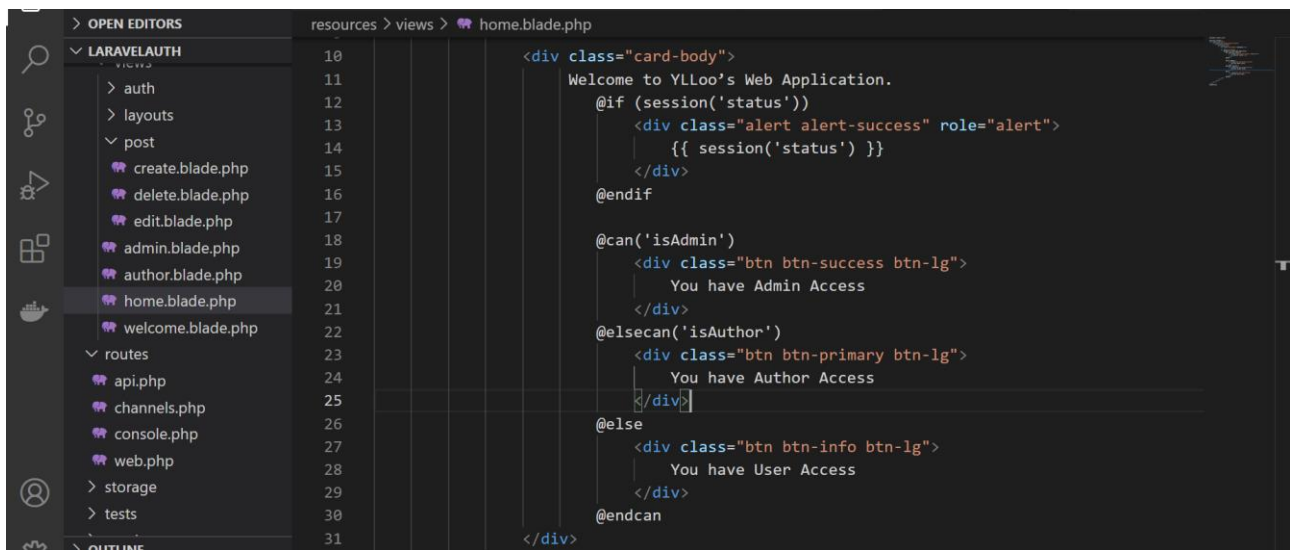 OPEN EDITORS
LARAVELAUTH
views
auth
layouts
post
create.blade.php
delete.blade.php
edit.blade.php
admin.blade.php
author.blade.php
home.blade.php
welcome.blade.php
routes
api.php
channels.php
console.php
web.php
storage
tests
OUTLINE
resources > views > home.blade.php
10 <div class="card-body">
11 Welcome to YLLoo’s Web Application.
12 @if (session('status'))
13 <div class="alert alert-success" role="alert">
14 {{ session('status') }}
15 </div>
16 @endif
17
18 @can('isAdmin')
19 <div class="btn btn-success btn-lg">
20 You have Admin Access
21 </div>
22 @elsecan('isAuthor')
23 <div class="btn btn-primary btn-lg">
24 You have Author Access
25 </div>
26 @else
27 <div class="btn btn-info btn-lg">
28 You have User Access
29 </div>
30 @endcan
31 </div>